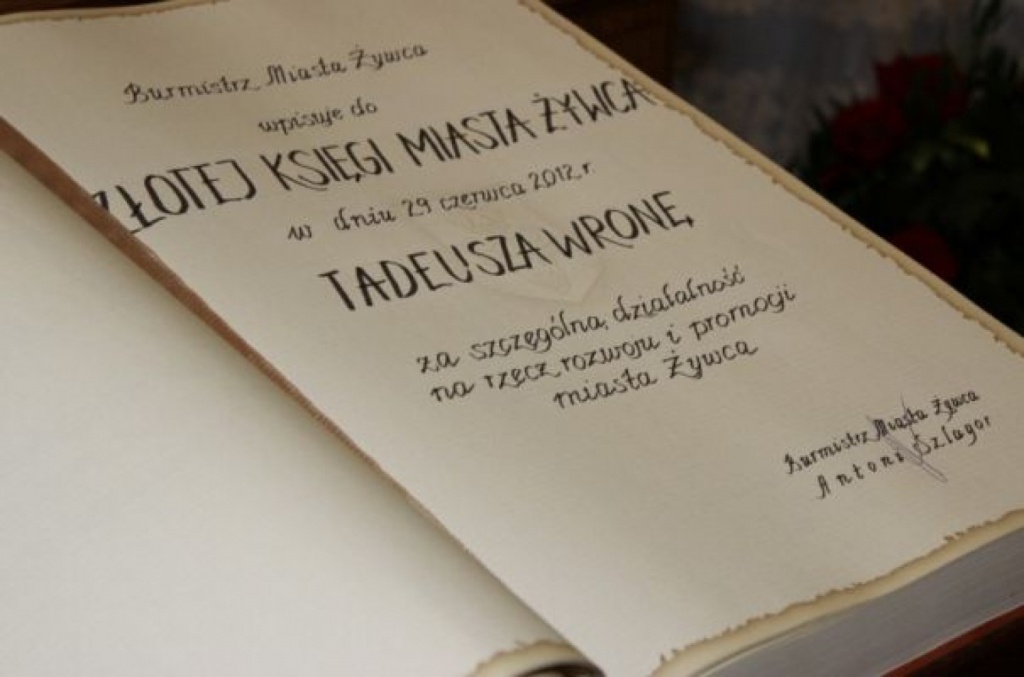 Burmistrz Miasta Żywca
wpisuje do
ZŁOTEJ KSIĘGI MIASTA ŻYWCA
w dniu 29 czerwca 2012 r.
TADEUSZA WRONĘ,
za szczególną działalność
na rzecz rozwoju i promocji
miasta Żywca
Burmistrz Miasta Żywca
Antoni Szlagor